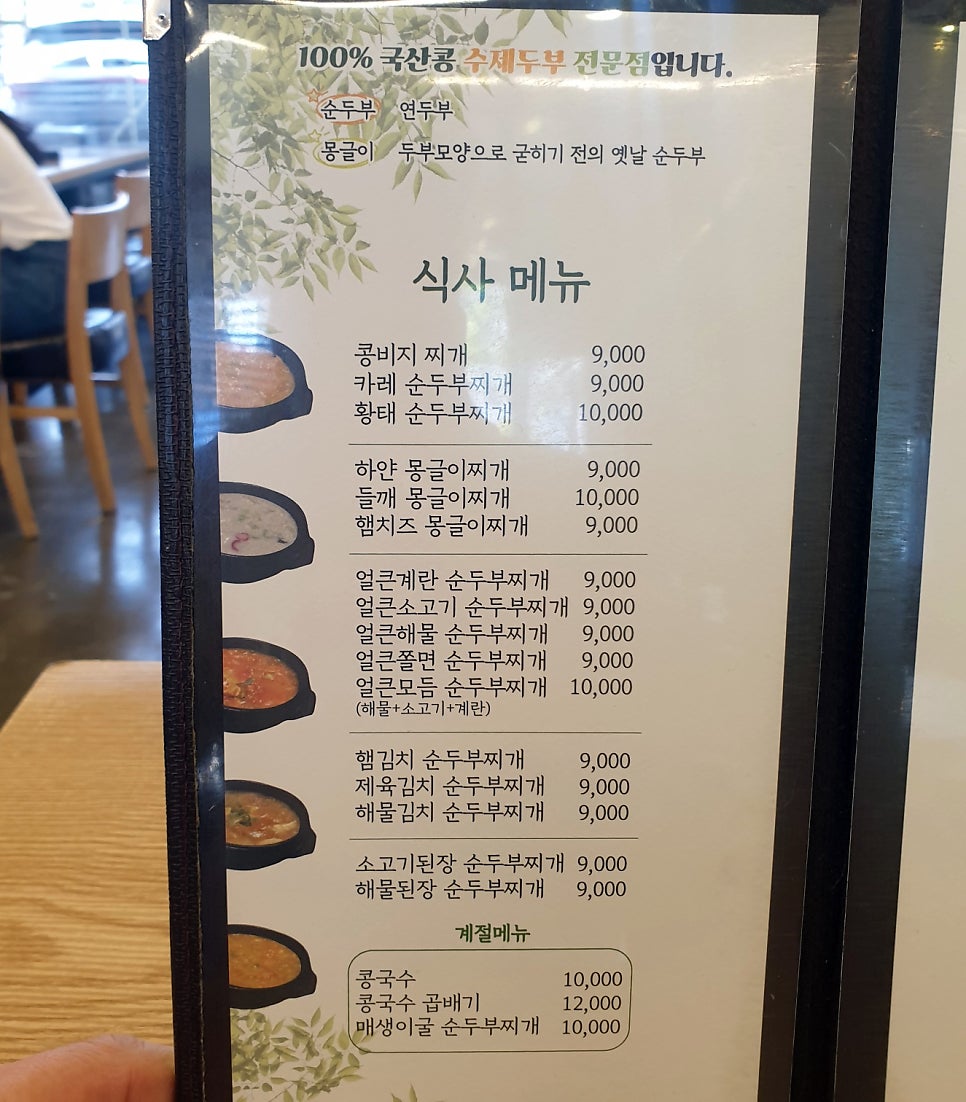 100% 국산콩 수제두부 전문점입니다.
순두부 연두부
몽글이 두부모양으로 굳히기 전의 옛날 순두부
식사 메뉴
콩비지 찌개 9,000
카레 순두부찌개 9,000
황태 순두부찌개 10,000
하얀 몽글이찌개 9,000
들깨 몽글이찌개 10,000
햄치즈 몽글이찌개 9,000
얼큰계란 순두부찌개 9,000
얼큰소고기 순두부찌개 9,000
얼큰해물 순두부찌개 9,000
얼큰쫄면 순두부찌개 9,000
얼큰모듬 순두부찌개 10,000
(해물+소고기+계란)
햄김치 순두부찌개 9,000
제육김치 순두부찌개 9,000
해물김치 순두부찌개 9,000
소고기된장 순두부찌개 9,000
해물된장 순두부찌개 9,000
계절메뉴
콩국수 10,000
콩국수 곱배기 12,000
매생이굴 순두부찌개 10,000